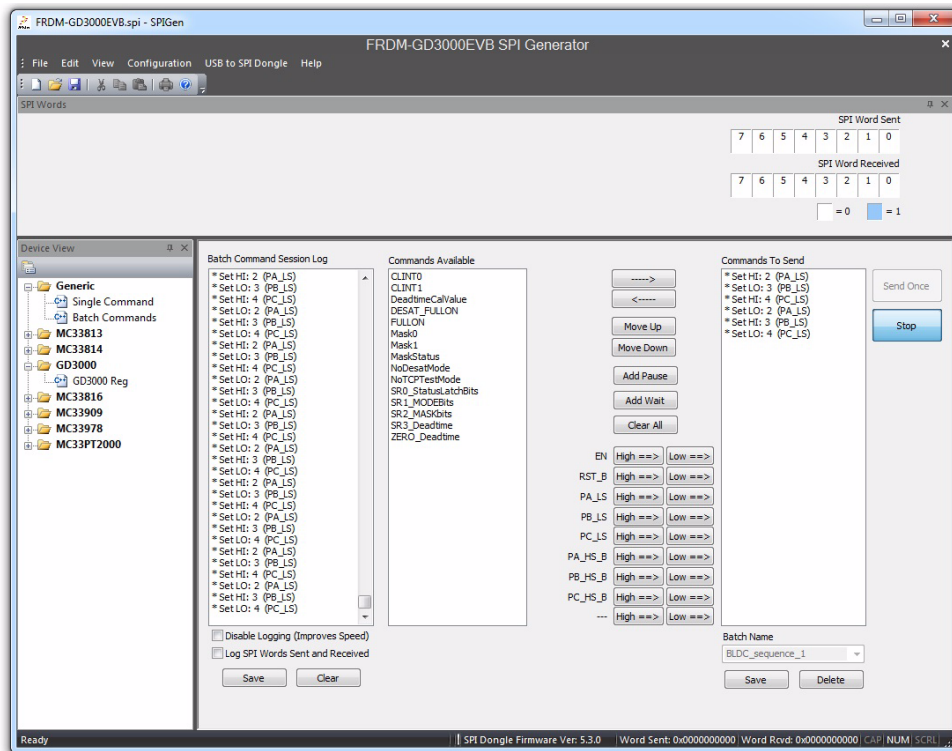 FRDM-GD3000EVB.spi - SPIGen
FRDM-GD3000EVB SPI Generator
File Edit View Configuration USB to SPI Dongle Help
SPI Words
SPI Word Sent
7 6 5 4 3 2 1 0
SPI Word Received
7 6 5 4 3 2 1 0
= 0 = 1
Device View
Generic
Single Command
Batch Commands
MC33813
MC33814
GD3000
GD3000 Reg
MC33816
MC33909
MC33978
MC33PT2000
Batch Command Session Log
* Set HI: 2 (PA_LS)
* Set LO: 3 (PB_LS)
* Set HI: 4 (PC_LS)
* Set LO: 2 (PA_LS)
* Set HI: 3 (PB_LS)
* Set LO: 4 (PC_LS)
* Set HI: 2 (PA_LS)
* Set LO: 3 (PB_LS)
* Set HI: 4 (PC_LS)
* Set LO: 2 (PA_LS)
* Set HI: 3 (PB_LS)
* Set LO: 4 (PC_LS)
* Set HI: 2 (PA_LS)
* Set LO: 3 (PB_LS)
* Set HI: 4 (PC_LS)
* Set LO: 2 (PA_LS)
* Set HI: 3 (PB_LS)
* Set LO: 4 (PC_LS)
* Set HI: 2 (PA_LS)
* Set LO: 3 (PB_LS)
* Set HI: 4 (PC_LS)
* Set LO: 2 (PA_LS)
* Set HI: 3 (PB_LS)
* Set LO: 4 (PC_LS)
* Set HI: 2 (PA_LS)
* Set LO: 3 (PB_LS)
* Set HI: 4 (PC_LS)
* Set LO: 2 (PA_LS)
* Set HI: 3 (PB_LS)
* Set LO: 4 (PC_LS)
Disable Logging (Improves Speed)
Log SPI Words Sent and Received
Save Clear
Commands Available
CLINT0
CLINT1
DeadtimeCalValue
DESAT_FULLON
FULLON
Mask0
Mask1
MaskStatus
NoDesatMode
NoTCPTestMode
SR0_StatusLatchBits
SR1_MODEBits
SR2_MASKbits
SR3_Deadtime
ZERO_Deadtime
----->
<-----
Move Up
Move Down
Add Pause
Add Wait
Clear All
EN High ==> Low ==>
RST_B High ==> Low ==>
PA_LS High ==> Low ==>
PB_LS High ==> Low ==>
PC_LS High ==> Low ==>
PA_HS_B High ==> Low ==>
PB_HS_B High ==> Low ==>
PC_HS_B High ==> Low ==>
--- High ==> Low ==>
Commands To Send
* Set HI: 2 (PA_LS)
* Set LO: 3 (PB_LS)
* Set HI: 4 (PC_LS)
* Set LO: 2 (PA_LS)
* Set HI: 3 (PB_LS)
* Set LO: 4 (PC_LS)
Send Once
Stop
Batch Name
BLDC_sequence_1
Save Delete
Ready
SPI Dongle Firmware Ver: 5.3.0 Word Sent: 0x0000000000 Word Rcvd: 0x0000000000 CAP NUM SCRL